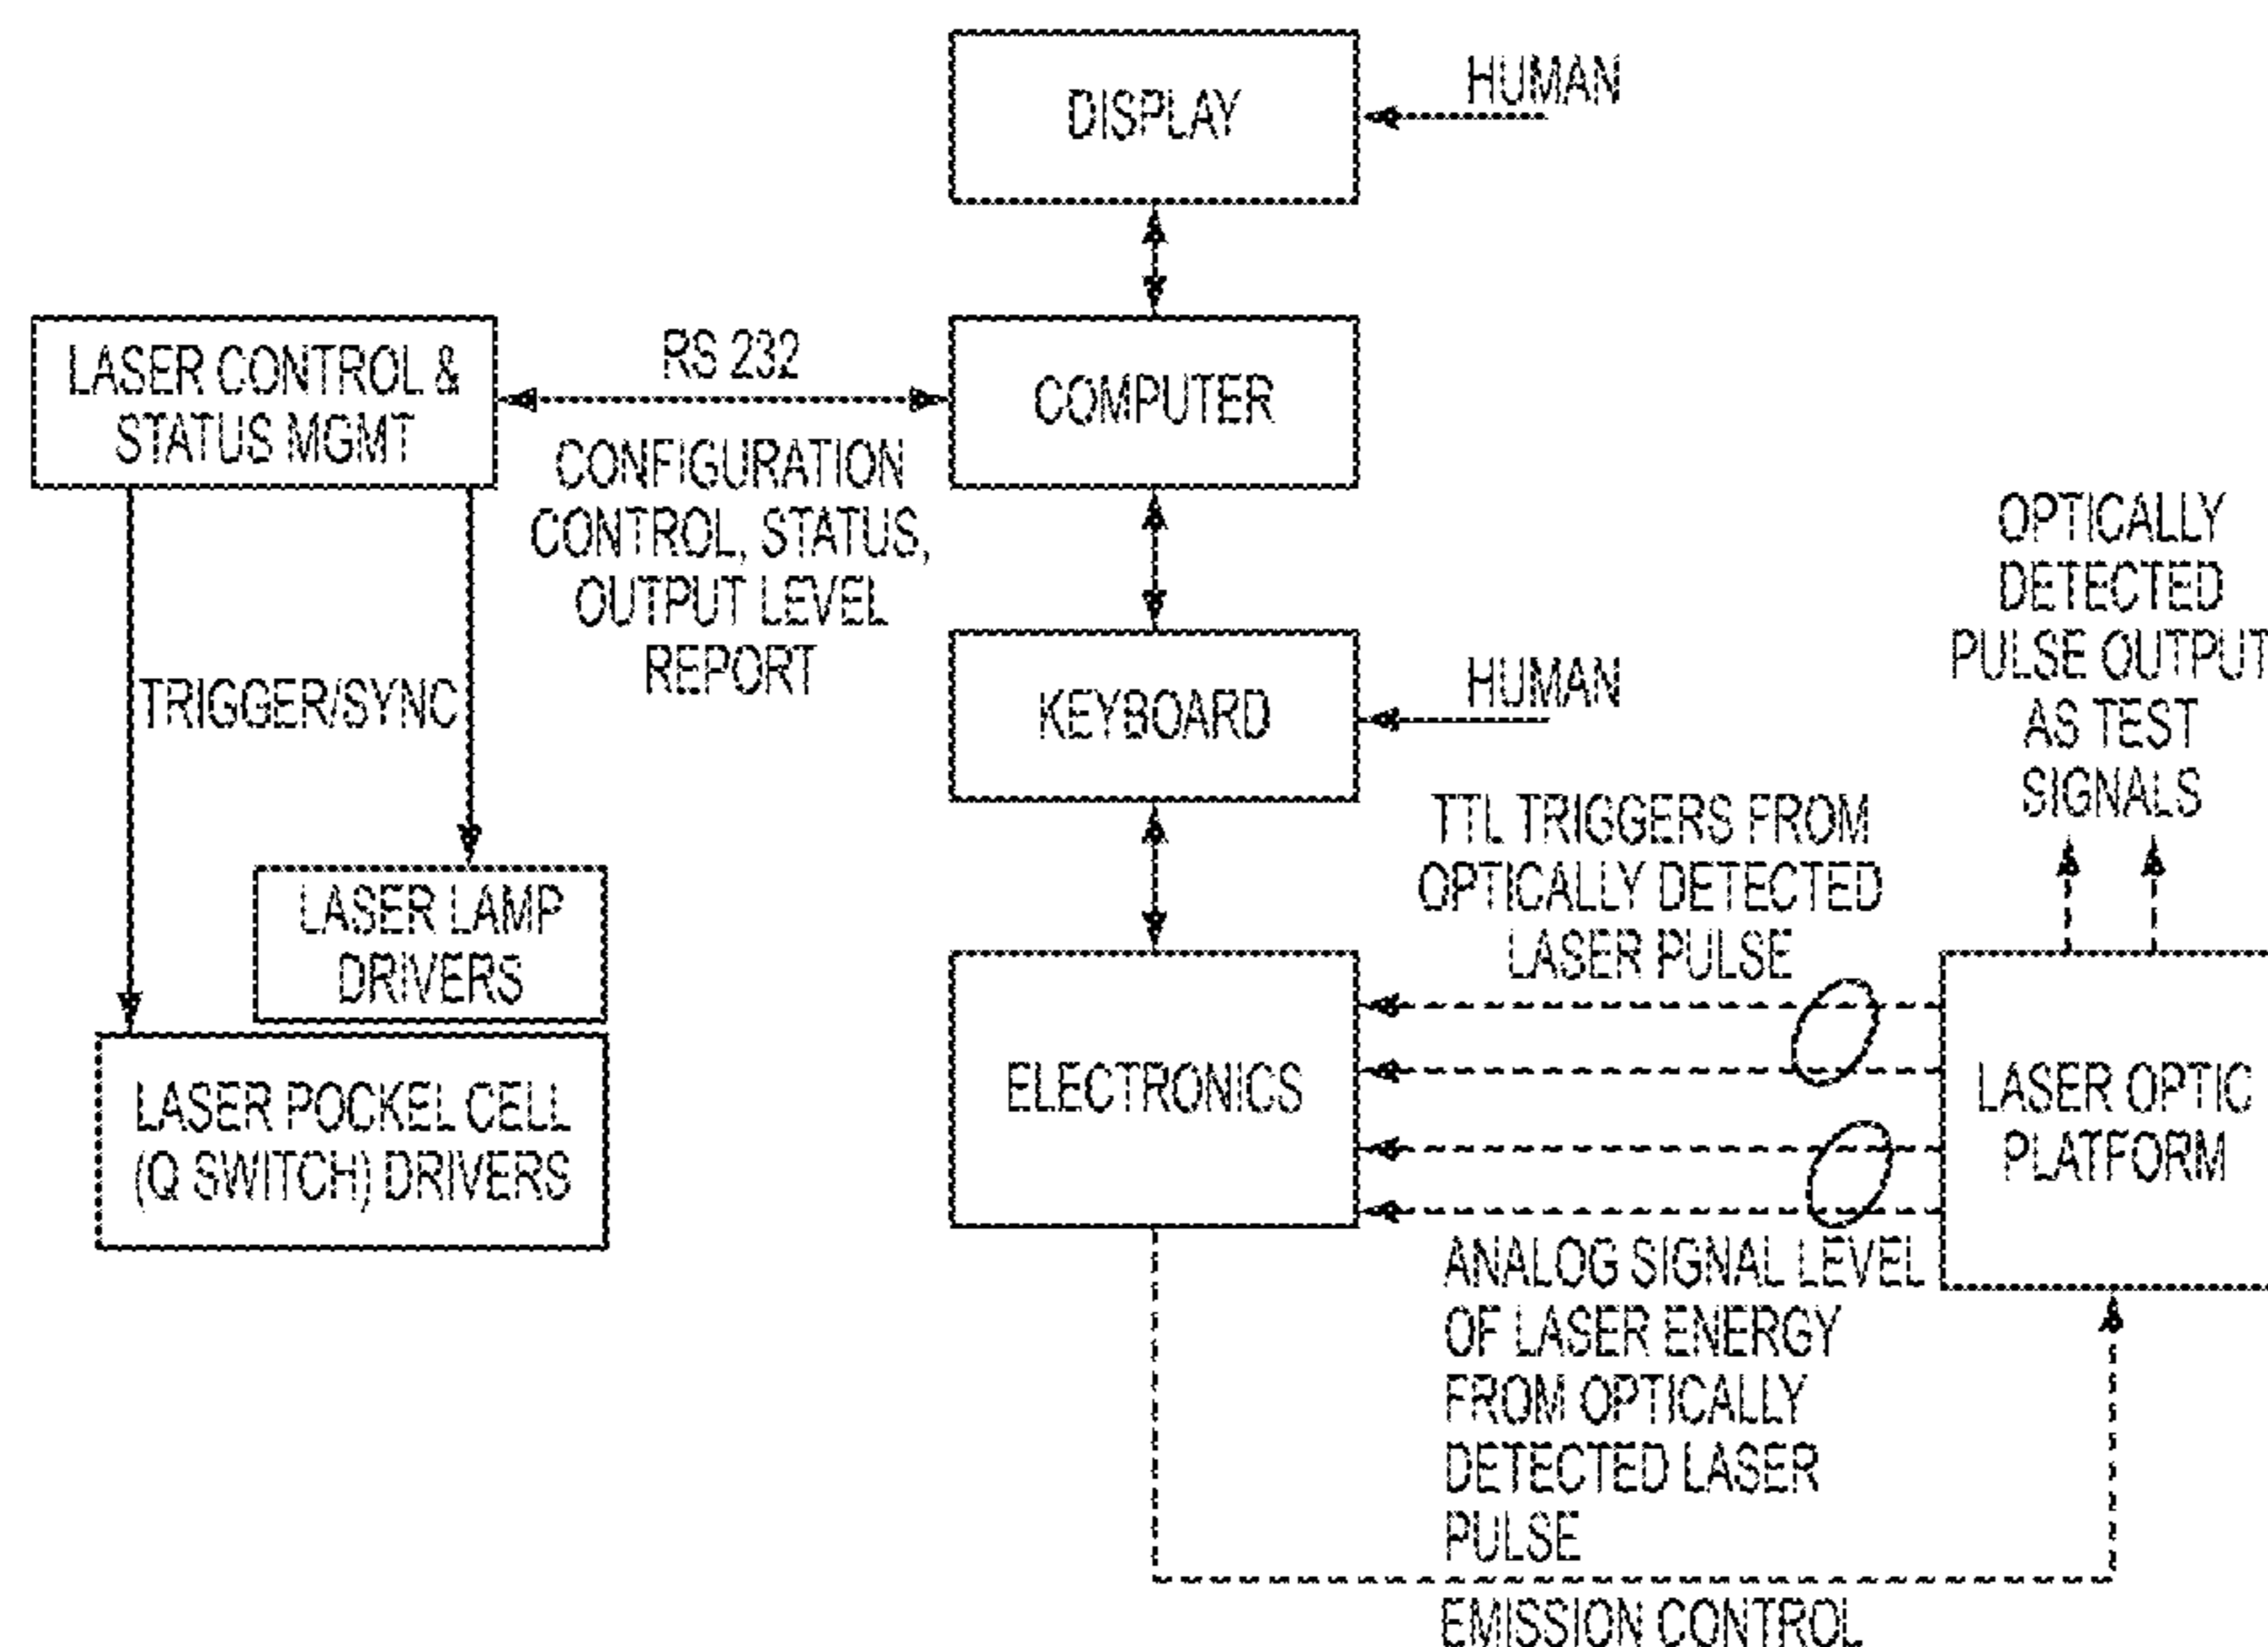 DISPLAY
HUMAN
LASER CONTROL &
STATUS MGMT
RS 232
COMPUTER
CONFIGURATION
CONTROL, STATUS,
OUTPUT LEVEL
REPORT
TRIGGER/SYNC
KEYBOARD
HUMAN
OPTICALLY
DETECTED
PULSE OUTPUT
AS TEST
SIGNALS
LASER LAMP
DRIVERS
TTL TRIGGERS FROM
OPTICALLY DETECTED
LASER PULSE
LASER POCKEL CELL
(Q SWITCH) DRIVERS
ELECTRONICS
LASER OPTIC
PLATFORM
ANALOG SIGNAL LEVEL
OF LASER ENERGY
FROM OPTICALLY
DETECTED LASER
PULSE
EMISSION CONTROL